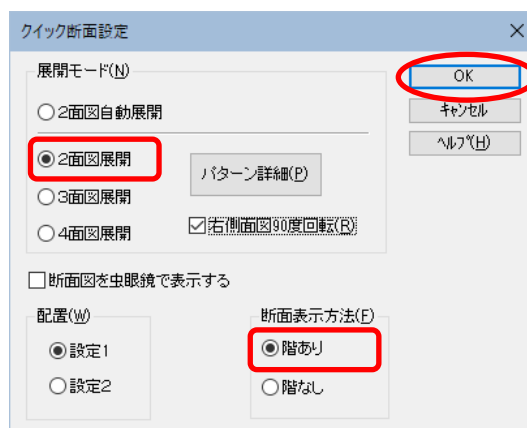 クイック断面設定
展開モード(N)
2面図自動展開
2面図展開
3面図展開
4面図展開
パターン詳細(P)
右側面図90度回転(R)
OK
キャンセル
ヘルプ(H)
断面図を虫眼鏡で表示する
配置(W)
設定1
設定2
断面表示方法(F)
階あり
階なし